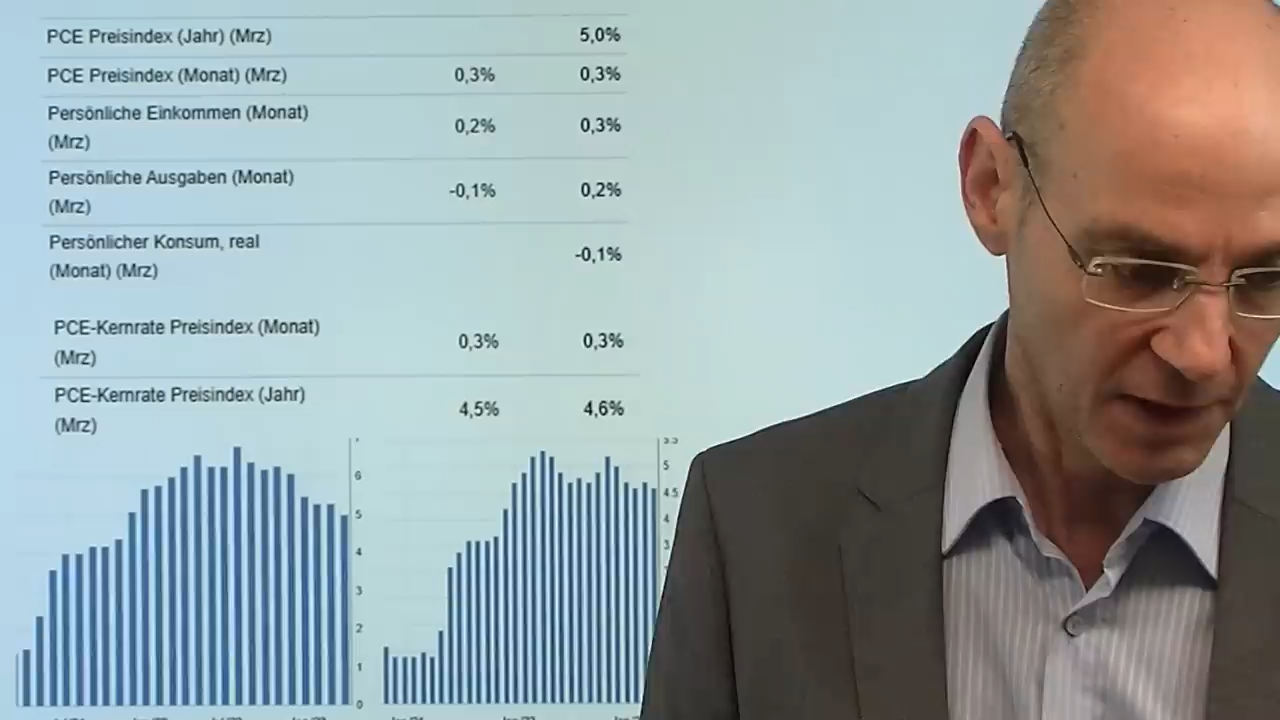 PCE Preisindex (Jahr) (Mrz) 5,0%
PCE Preisindex (Monat) (Mrz) 0,3% 0,3%
Persönliche Einkommen (Monat)
(Mrz) 0,2% 0,3%
Persönliche Ausgaben (Monat)
(Mrz) -0,1% 0,2%
Persönlicher Konsum, real
(Monat) (Mrz) -0,1%
PCE-Kernrate Preisindex (Monat)
(Mrz) 0,3% 0,3%
PCE-Kernrate Preisindex (Jahr)
(Mrz) 4,5% 4,6%
6
5
4
3
2
1
0
5.5
5
4.5
4